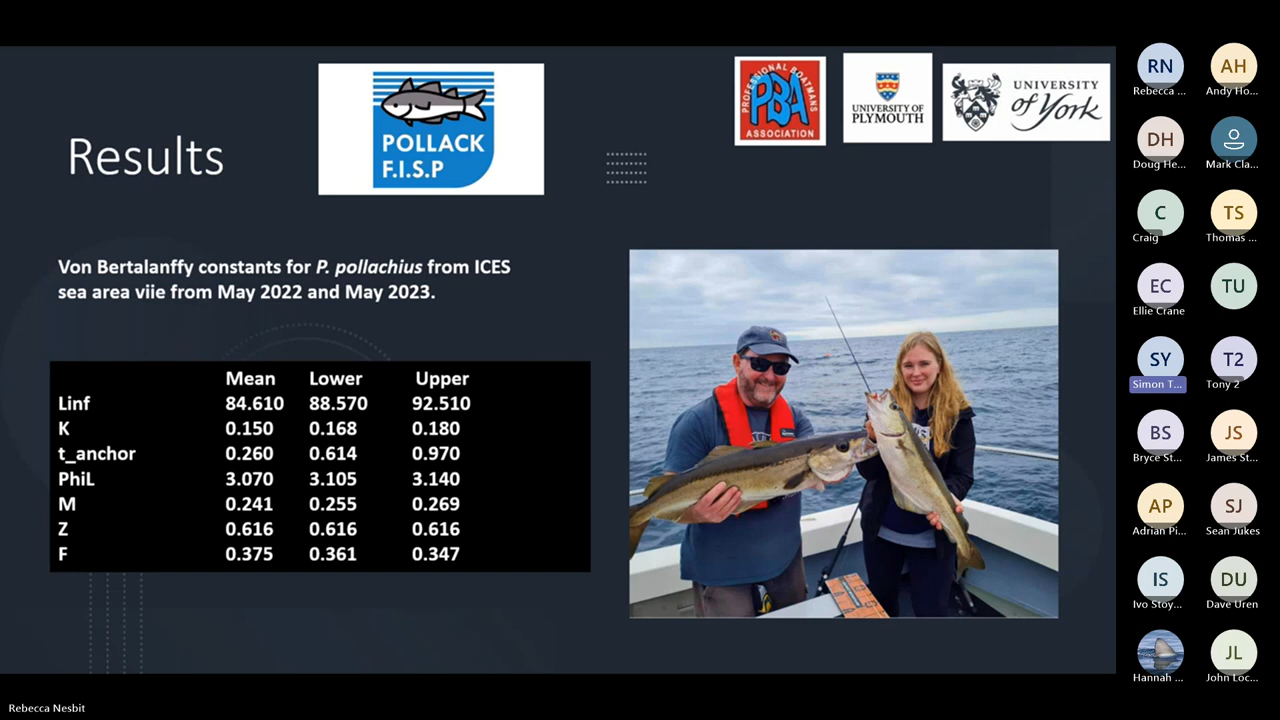 Results
POLLACK
F.I.S.P
PROFESSIONAL BOATMANS
PBA
ASSOCIATION
UNIVERSITY OF
PLYMOUTH
UNIVERSITY
of York
Von Bertalanffy constants for P. pollachius from ICES
sea area viie from May 2022 and May 2023.
Mean Lower Upper
Linf 84.610 88.570 92.510
K 0.150 0.168 0.180
t_anchor 0.260 0.614 0.970
PhiL 3.070 3.105 3.140
M 0.241 0.255 0.269
Z 0.616 0.616 0.616
F 0.375 0.361 0.347
RN AH
Rebecca ... Andy Ho...
DH
Doug He... Mark Cla...
C TS
Craig Thomas ...
EC TU
Ellie Crane
SY T2
Simon T... Tony 2
BS JS
Bryce St... James St...
AP SJ
Adrian Pi... Sean Jukes
IS DU
Ivo Stoy... Dave Uren
JL
Hannah ... John Loc...
Rebecca Nesbit